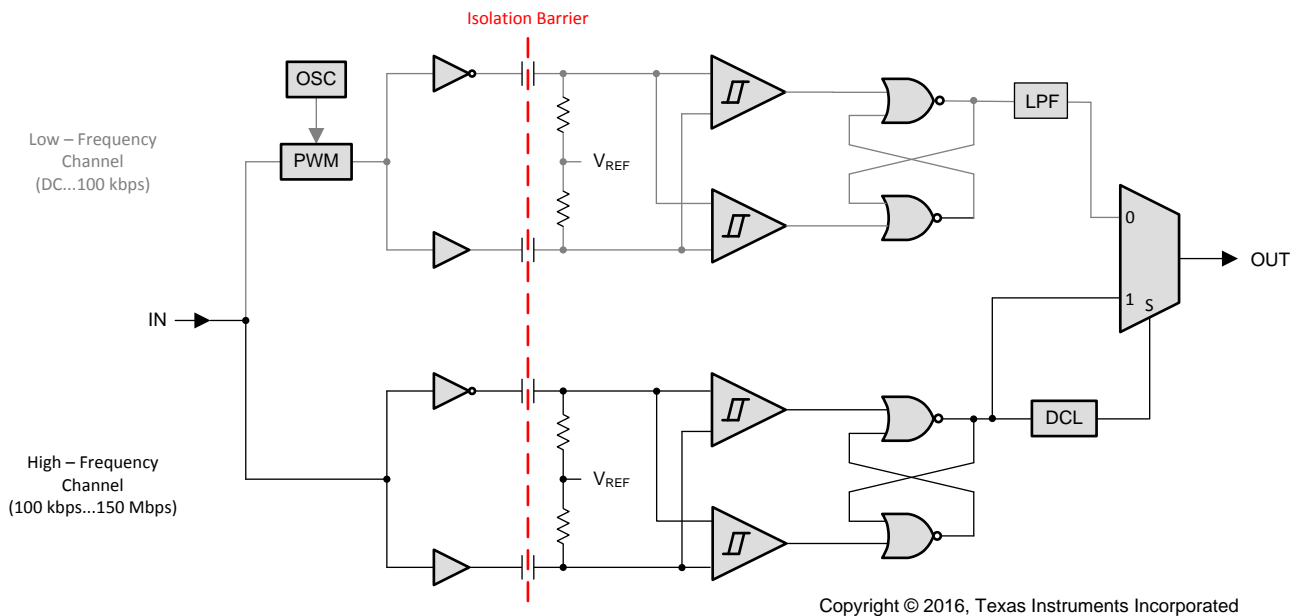 Isolation Barrier
OSC
PWM
Low – Frequency
Channel
(DC...100 kbps)
VREF
LPF
0
1
S
OUT
IN
High – Frequency
Channel
(100 kbps...150 Mbps)
VREF
DCL
Copyright © 2016, Texas Instruments Incorporated